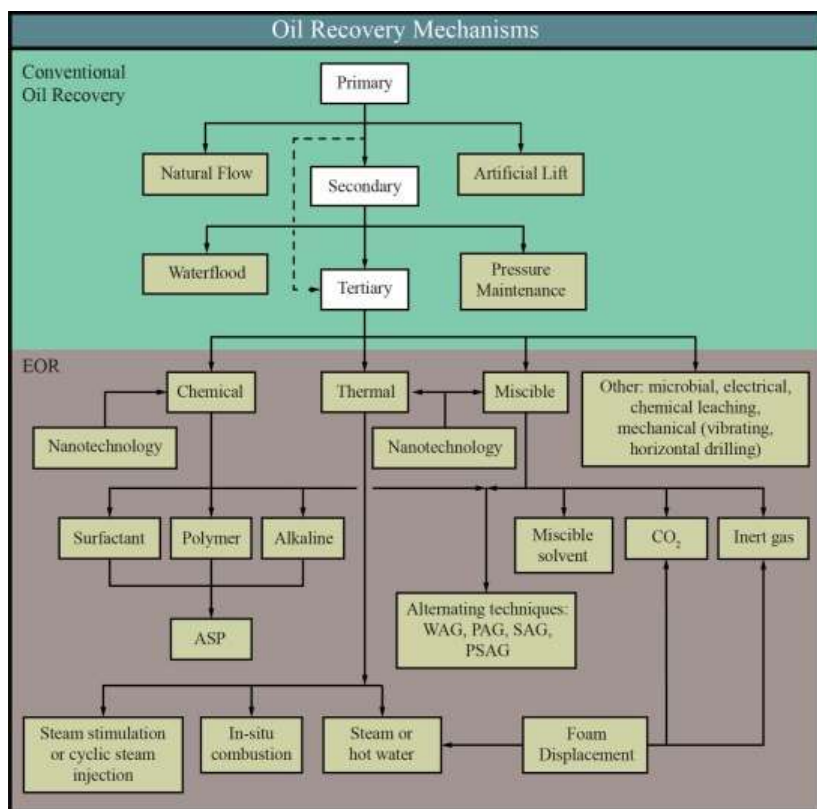 Oil Recovery Mechanisms
Conventional
Oil Recovery
Primary
Natural Flow
Artificial Lift
Secondary
Waterflood
Pressure
Maintenance
Tertiary
EOR
Chemical
Thermal
Miscible
Other: microbial, electrical,
chemical leaching,
mechanical (vibrating,
horizontal drilling)
Nanotechnology
Nanotechnology
Surfactant
Polymer
Alkaline
Miscible
solvent
CO₂
Inert gas
Alternating techniques:
WAG, PAG, SAG,
PSAG
ASP
Steam stimulation
or cyclic steam
injection
In-situ
combustion
Steam or
hot water
Foam
Displacement